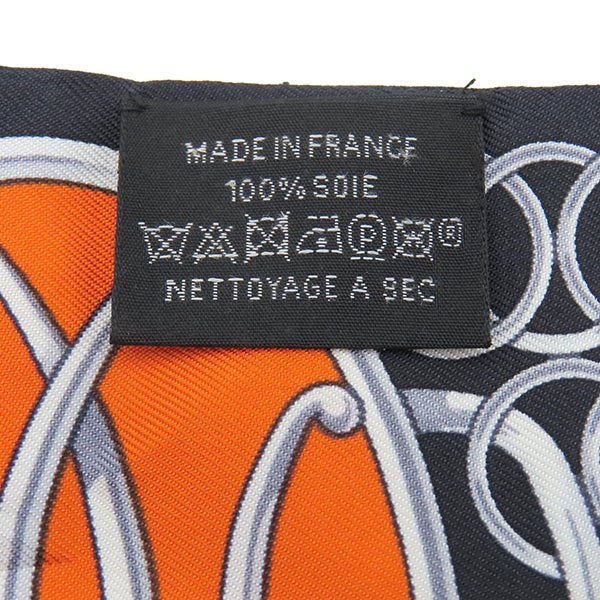 MADE IN FRANCE
100% SOIE
P ®
NETTOYAGE A SEC